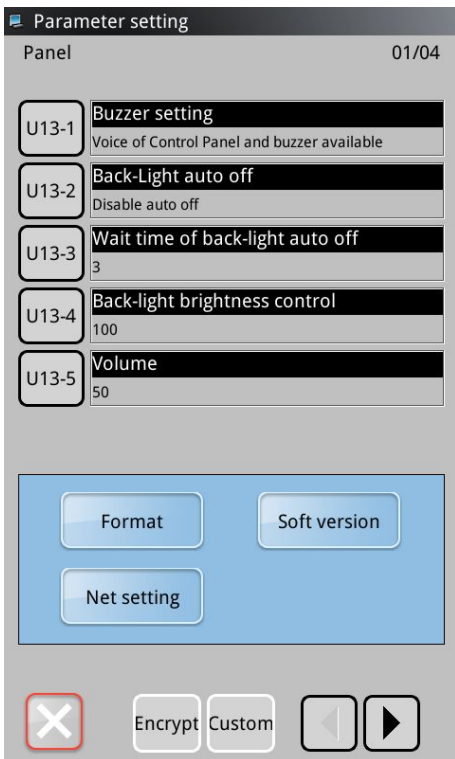 Parameter setting
Panel 01/04
U13-1 Buzzer setting
Voice of Control Panel and buzzer available
U13-2 Back-Light auto off
Disable auto off
U13-3 Wait time of back-light auto off
3
U13-4 Back-light brightness control
100
U13-5 Volume
50
Format Soft version
Net setting
Encrypt Custom